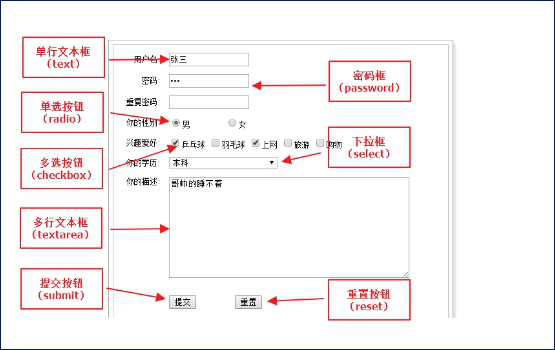 单行文本框
(text)
用户名:
张三
密码:
•••
密码框
(password)
重复密码
单选按钮
(radio)
你的性别:
男
女
兴趣爱好:
乒乓球
羽毛球
上网
旅游
购物
下拉框
(select)
多选按钮
(checkbox)
你的学历
本科
你的描述:
哥帅的睡不着
多行文本框
(textarea)
提交按钮
(submit)
提交
重置
重置按钮
(reset)